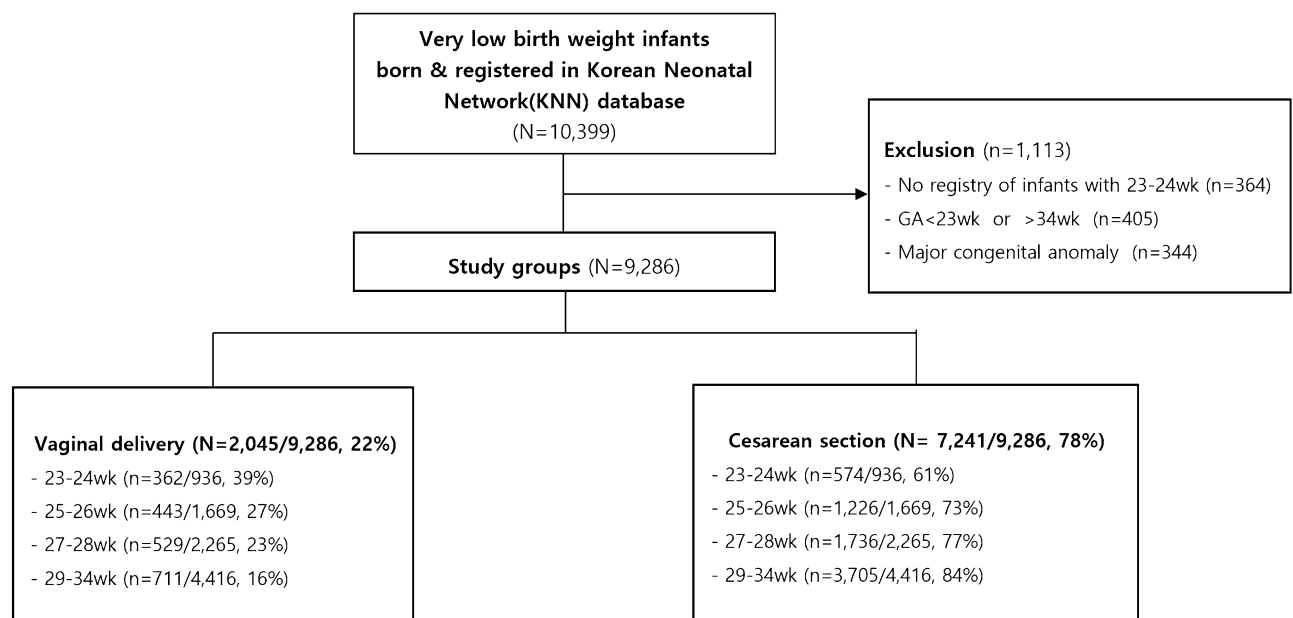 Very low birth weight infants
born & registered in Korean Neonatal
Network(KNN) database
(N=10,399)
Exclusion (n=1,113)
- No registry of infants with 23-24wk (n=364)
- GA<23wk or >34wk (n=405)
- Major congenital anomaly (n=344)
Study groups (N=9,286)
Vaginal delivery (N=2,045/9,286, 22%)
- 23-24wk (n=362/936, 39%)
- 25-26wk (n=443/1,669, 27%)
- 27-28wk (n=529/2,265, 23%)
- 29-34wk (n=711/4,416, 16%)
Cesarean section (N= 7,241/9,286, 78%)
- 23-24wk (n=574/936, 61%)
- 25-26wk (n=1,226/1,669, 73%)
- 27-28wk (n=1,736/2,265, 77%)
- 29-34wk (n=3,705/4,416, 84%)